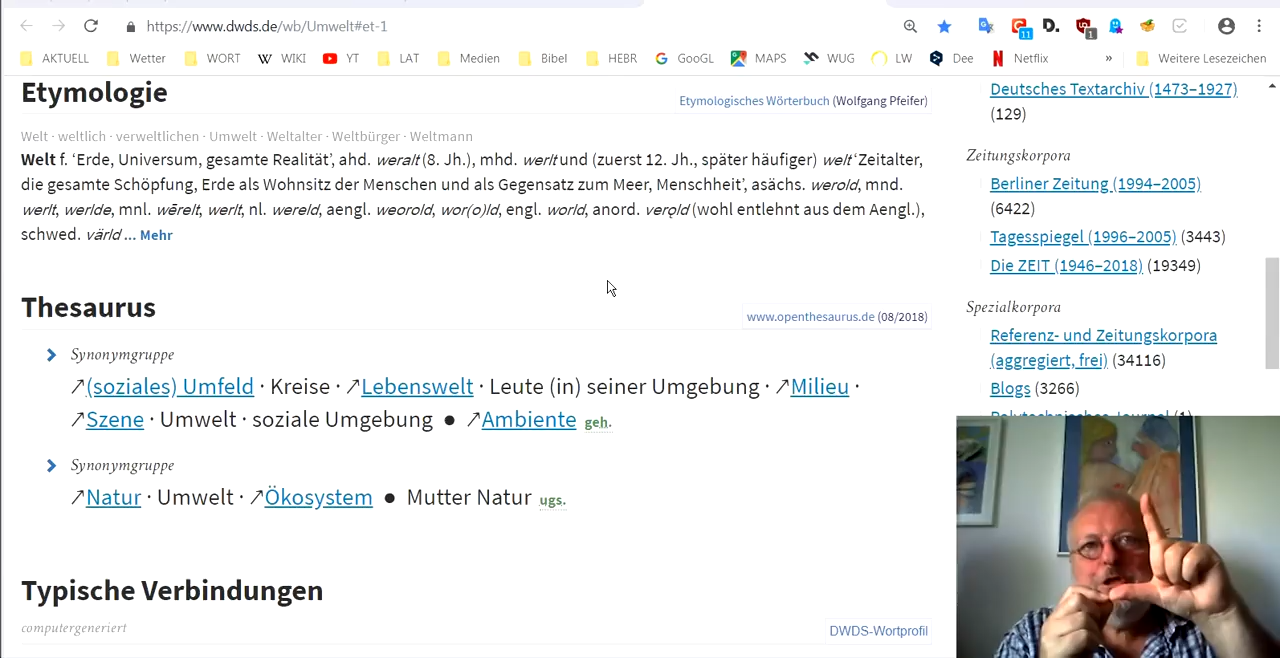 https://www.dwds.de/wb/Umwelt#et-1
11
D.
1
AKTUELL Wetter WORT W WIKI YT LAT Medien Bibel HEBR G GooGL MAPS WUG LW Dee N Netflix » Weitere Lesezeichen
Etymologie
Etymologisches Wörterbuch (Wolfgang Pfeifer)
Welt · weltlich · verweltlichen · Umwelt · Weltalter · Weltbürger · Weltmann
Welt f. ‘Erde, Universum, gesamte Realität’, ahd. weralt (8. Jh.), mhd. werlt und (zuerst 12. Jh., später häufiger) welt ‘Zeitalter,
die gesamte Schöpfung, Erde als Wohnsitz der Menschen und als Gegensatz zum Meer, Menschheit’, asächs. werold, mnd.
werlt, werlde, mnl. wērelt, werlt, nl. wereld, aengl. weorold, wor(o)ld, engl. world, anord. verǫld (wohl entlehnt aus dem Aengl.),
schwed. värld ... Mehr
Thesaurus
www.openthesaurus.de (08/2018)
Synonymgruppe
↗(soziales) Umfeld · Kreise · ↗Lebenswelt · Leute (in) seiner Umgebung · ↗Milieu ·
↗Szene · Umwelt · soziale Umgebung ● ↗Ambiente geh.
Synonymgruppe
↗Natur · Umwelt · ↗Ökosystem ● Mutter Natur ugs.
Typische Verbindungen
computergeneriert
DWDS-Wortprofil
Deutsches Textarchiv (1473–1927)
(129)
Zeitungskorpora
Berliner Zeitung (1994–2005)
(6422)
Tagesspiegel (1996–2005) (3443)
Die ZEIT (1946–2018) (19349)
Spezialkorpora
Referenz- und Zeitungskorpora
(aggregiert, frei) (34116)
Blogs (3266)
Polytechnisches Journal (1)